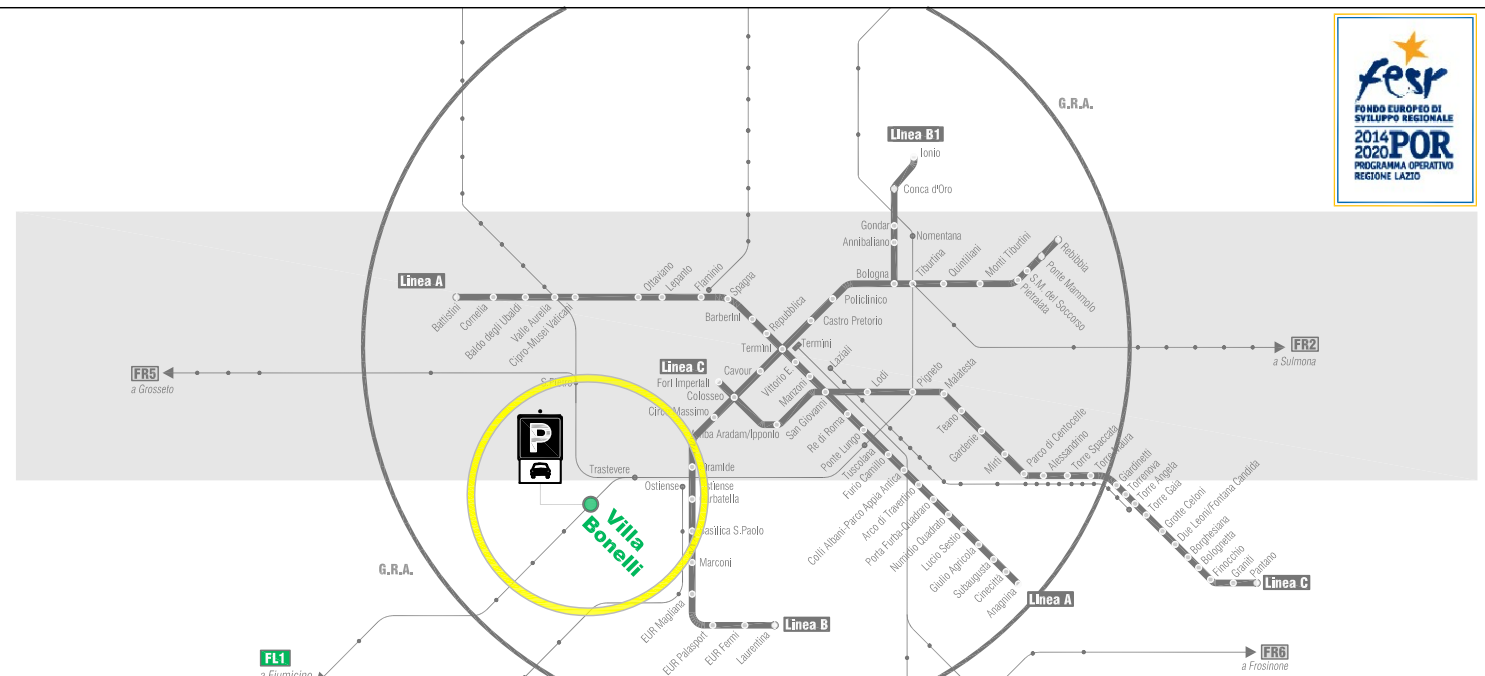 G.R.A.
fesr
FONDO EUROPEO DI
SVILUPPO REGIONALE
2014
2020 POR
PROGRAMMA OPERATIVO
REGIONE LAZIO
Linea B1
Ionio
Conca d'Oro
Gondar
Annibaliano
Nomentana
Bologna
Tiburtina
Quintiliani
Monti Tiburtini
Rebibbia
Ponte Mammolo
S.M. del Soccorso
Pietralata
Linea A
Battistini
Cornelia
Baldo degli Ubaldi
Valle Aurelia
Cipro-Musei Vaticani
Ottaviano
Lepanto
Flaminio
Spagna
Barberini
Repubblica
Policlinico
Castro Pretorio
Termini
Termini
Laziali
FR2
a Sulmona
FR5
a Grosseto
Linea C
Fori Imperiali
Colosseo
Cavour
Vittorio E.
Manzoni
San Giovanni
Lodi
Pigneto
Malatesta
Teano
Gardenie
Mirti
Parco di Centocelle
Alessandrino
Torre Spaccata
Giardinetti
Torrenova
Torre Angela
Torre Gaia
Grotte Celoni
Due Leoni/Fontana Candida
Borghesiana
Bolognetta
Finocchio
Graniti
Pantano
Linea C
Re di Roma
Ponte Lungo
Tuscolana
Furio Camillo
Colli Albani-Parco Appia Antica
Arco di Travertino
Porta Furba-Quadraro
Numidio Quadrato
Lucio Sestio
Giulio Agricola
Subaugusta
Cinecittà
Anagnina
Linea A
P
Trastevere
Ostiense
Villa
Bonelli
Basilica S.Paolo
Marconi
EUR Magliana
EUR Palasport
EUR Fermi
Laurentina
Linea B
G.R.A.
FL1
a Fiumicino
FR6
a Frosinone